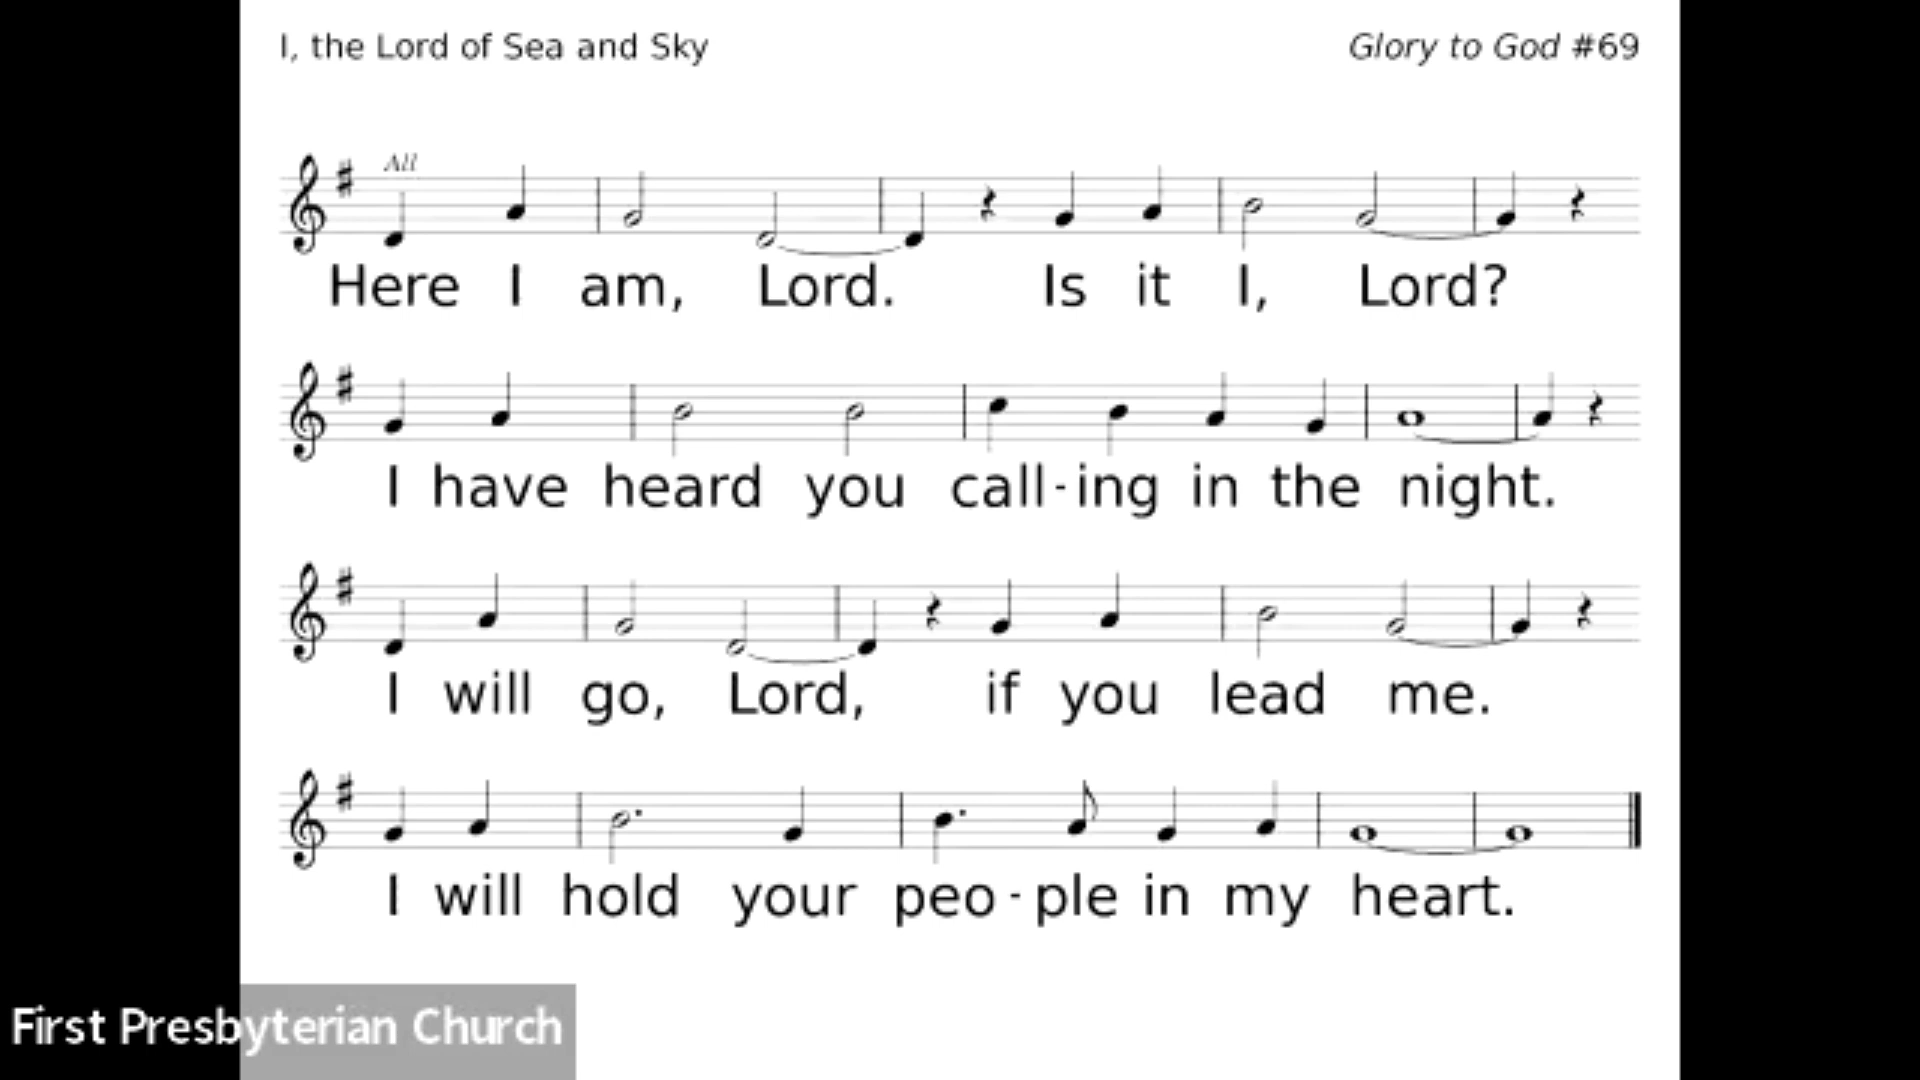 I, the Lord of Sea and Sky
Glory to God #69
All
Here I am, Lord. Is it I, Lord?
I have heard you call-ing in the night.
I will go, Lord, if you lead me.
I will hold your peo-ple in my heart.
First Presbyterian Church